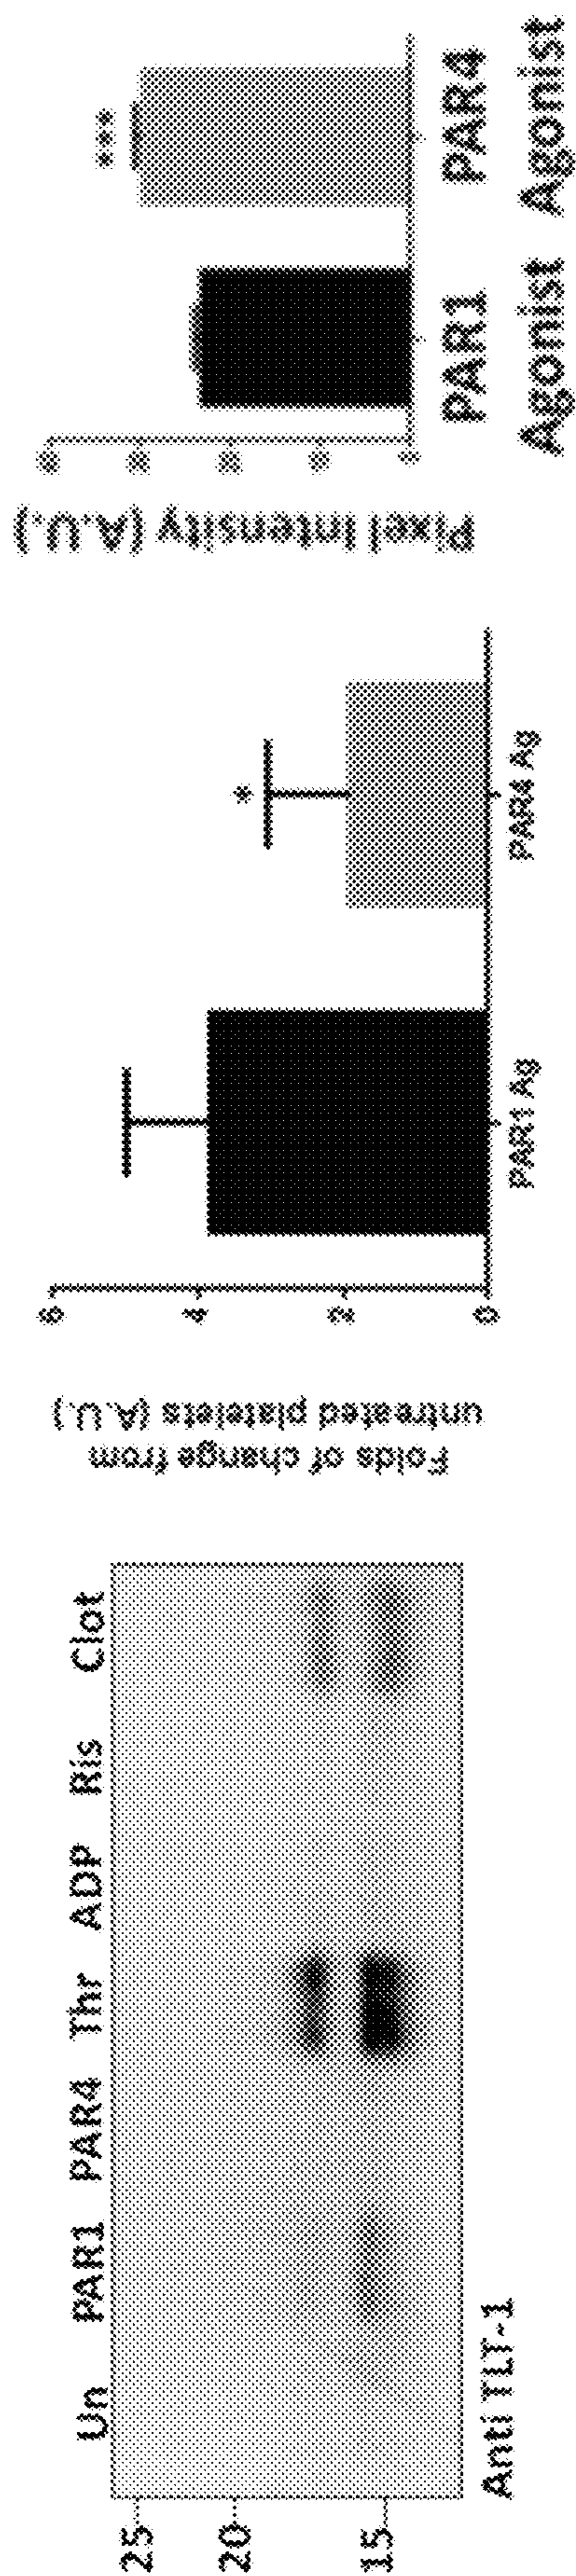 Un PAR1 PAR4 Thr ADP Ris Clot
25
20
15
Anti TLT-1
Folds of change from
untreated platelets (A.U.)
6
4
2
0
PAR1 Ag PAR4 Ag
*
Pixel Intensity (A.U.)
0
***
PAR1 PAR4
Agonist Agonist